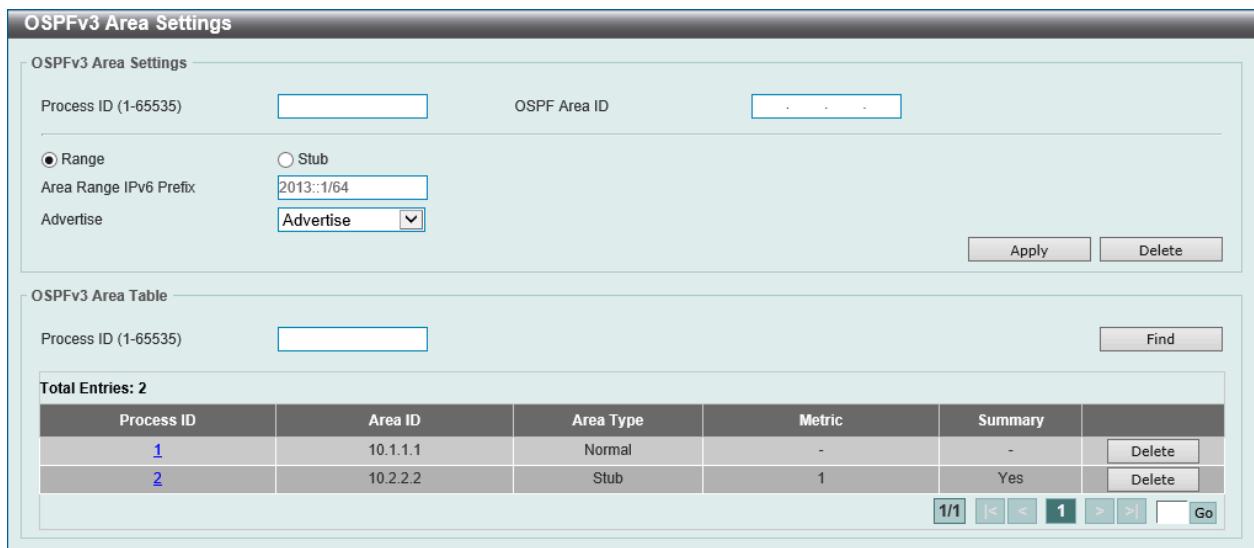 OSPFv3 Area Settings
OSPFv3 Area Settings
Process ID (1-65535) OSPF Area ID . . .
Range Stub
Area Range IPv6 Prefix 2013::1/64
Advertise Advertise
Apply Delete
OSPFv3 Area Table
Process ID (1-65535) Find
Total Entries: 2
Process ID Area ID Area Type Metric Summary
1 10.1.1.1 Normal - - Delete
2 10.2.2.2 Stub 1 Yes Delete
1/1 |< < 1 > >| Go